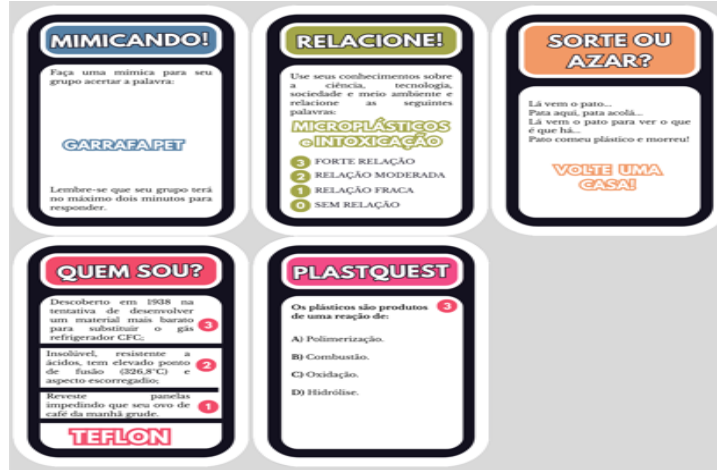 MIMICANDO!
Faça uma mímica para seu
grupo acertar a palavra:
GARRAFA PET
Lembre-se que seu grupo terá
no máximo dois minutos para
responder.
RELACIONE!
Use seus conhecimentos sobre
a ciência, tecnologia,
sociedade e meio ambiente e
relacione as seguintes
palavras:
MICROPLÁSTICOS
e INTOXICAÇÃO
3 FORTE RELAÇÃO
2 RELAÇÃO MODERADA
1 RELAÇÃO FRACA
0 SEM RELAÇÃO
SORTE OU
AZAR?
Lá vem o pato...
Pata aqui, pata acolá...
Lá vem o pato para ver o que
é que há...
Pato comeu plástico e morreu!
VOLTE UMA
CASA!
QUEM SOU?
Descoberto em 1938 na
tentativa de desenvolver
um material mais barato
para substituir o gás
refrigerador CFC;
3
Insolúvel, resistente a
ácidos, tem elevado ponto
de fusão (326,8°C) e
aspecto escorregadio;
2
Reveste panelas
impedindo que seu ovo de
café da manhã grude.
1
TEFLON
PLASTQUEST
Os plásticos são produtos
de uma reação de:
3
A) Polimerização.
B) Combustão.
C) Oxidação.
D) Hidrólise.